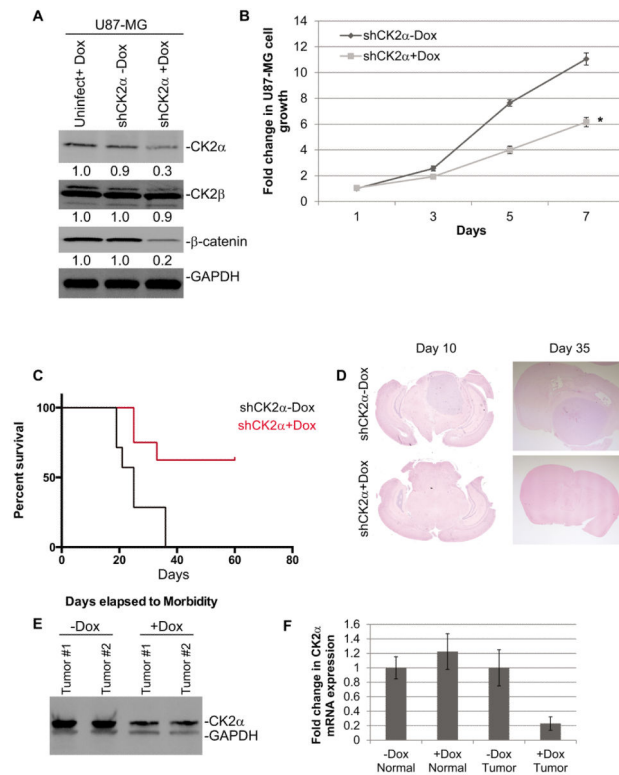 A
U87-MG
Uninfect+ Dox
shCK2α -Dox
shCK2α +Dox
-CK2α
1.0 0.9 0.3
-CK2β
1.0 1.0 0.9
-β-catenin
1.0 1.0 0.2
-GAPDH
B
Fold change in U87-MG cell
growth
14
12
10
8
6
4
2
0
shCK2α-Dox
shCK2α+Dox
*
1 3 5 7
Days
C
Percent survival
100
50
0
shCK2α-Dox
shCK2α+Dox
0 20 40 60 80
Days
Days elapsed to Morbidity
D
Day 10 Day 35
shCK2α-Dox
shCK2α+Dox
E
-Dox +Dox
Tumor #1
Tumor #2
Tumor #1
Tumor #2
-CK2α
-GAPDH
F
Fold change in CK2α
mRNA expression
1.6
1.4
1.2
1
0.8
0.6
0.4
0.2
0
-Dox +Dox -Dox +Dox
Normal Normal Tumor Tumor